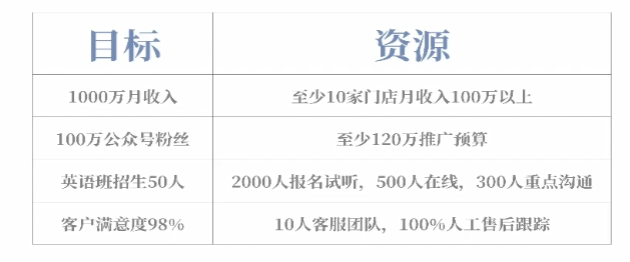 目标 资源
1000万月收入 至少10家门店月收入100万以上
100万公众号粉丝 至少120万推广预算
英语班招生50人 2000人报名试听，500人在线，300人重点沟通
客户满意度98% 10人客服团队，100%人工售后跟踪